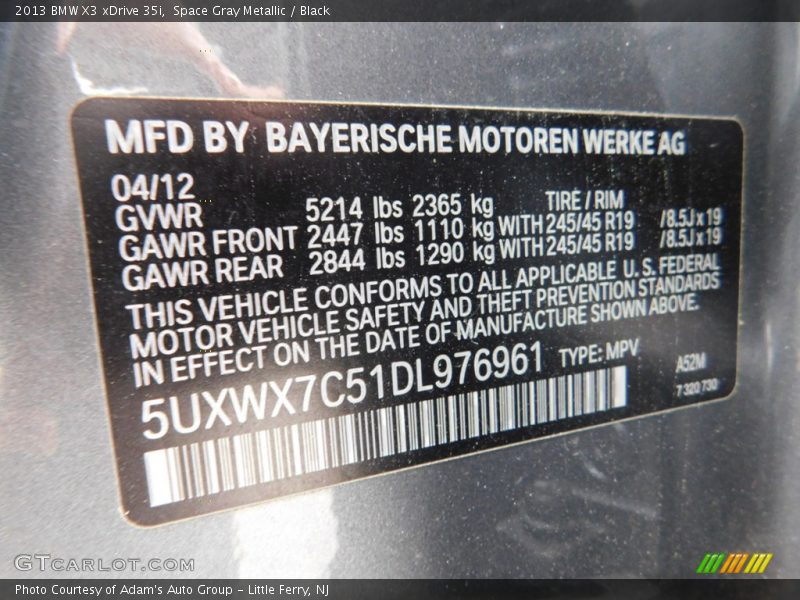 2013 BMW X3 xDrive 35i, Space Gray Metallic / Black
MFD BY BAYERISCHE MOTOREN WERKE AG
04/12 TIRE / RIM
GVWR 5214 lbs 2365 kg
GAWR FRONT 2447 lbs 1110 kg WITH 245/45 R19 /8.5J x 19
GAWR REAR 2844 lbs 1290 kg WITH 245/45 R19 /8.5J x 19
THIS VEHICLE CONFORMS TO ALL APPLICABLE U. S. FEDERAL
MOTOR VEHICLE SAFETY AND THEFT PREVENTION STANDARDS
IN EFFECT ON THE DATE OF MANUFACTURE SHOWN ABOVE.
5UXWX7C51DL976961 TYPE: MPV A52M
7 320 730
GTCARLOT.COM
Photo Courtesy of Adam's Auto Group – Little Ferry, NJ